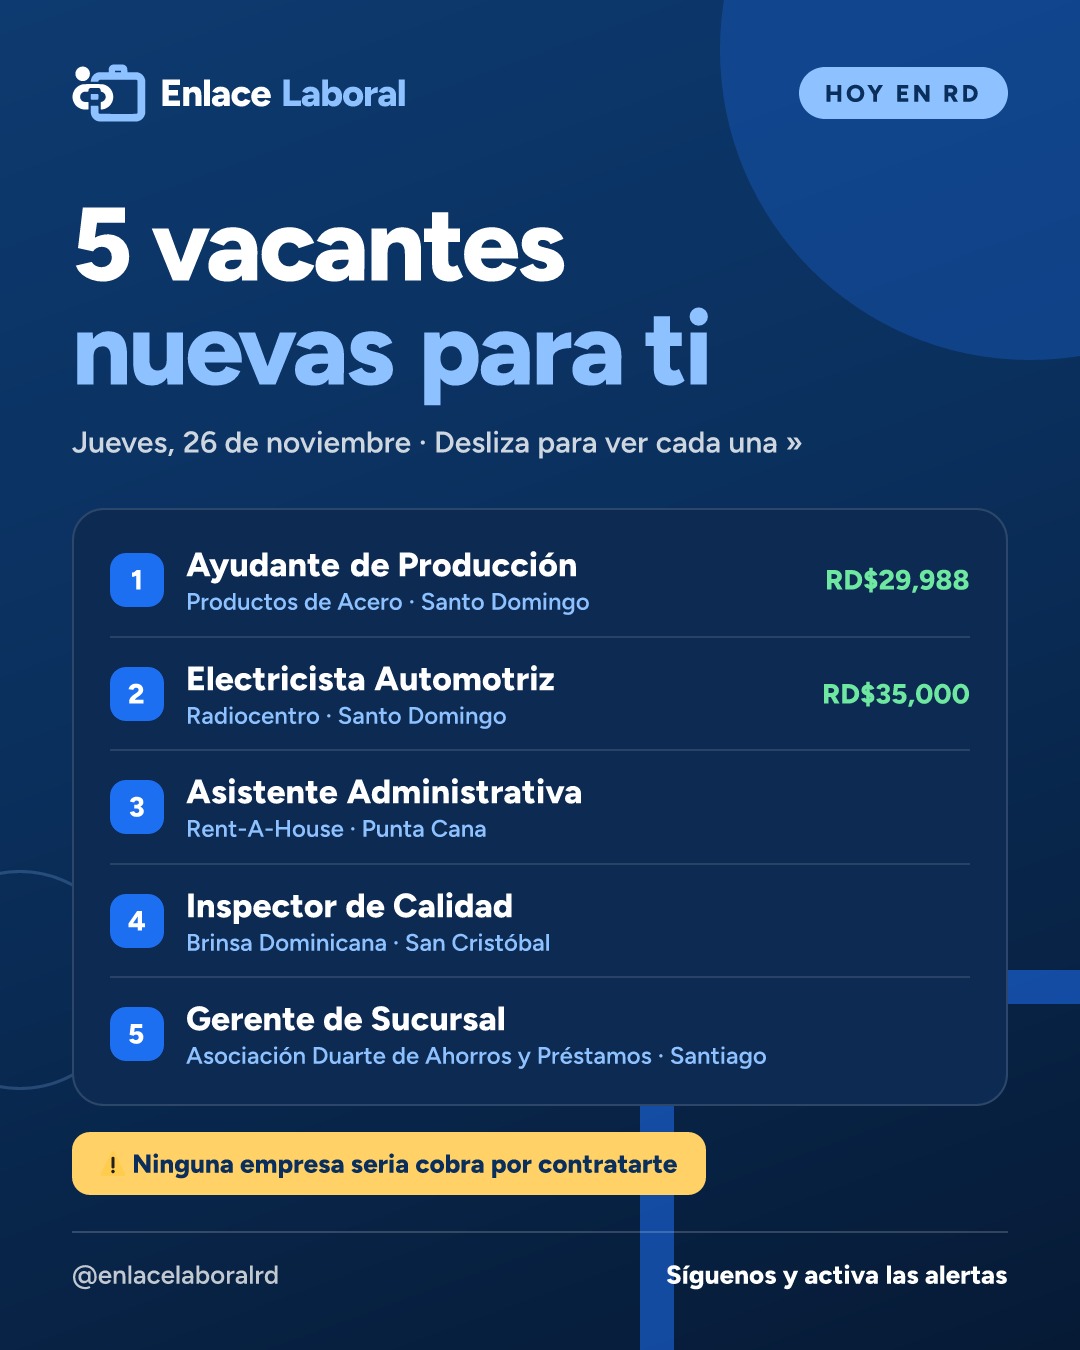 Enlace Laboral
HOY EN RD
5 vacantes
nuevas para ti
Jueves, 26 de noviembre · Desliza para ver cada una »
1
Ayudante de Producción
RD$29,988
Productos de Acero · Santo Domingo
2
Electricista Automotriz
RD$35,000
Radiocentro · Santo Domingo
3
Asistente Administrativa
Rent-A-House · Punta Cana
4
Inspector de Calidad
Brinsa Dominicana · San Cristóbal
5
Gerente de Sucursal
Asociación Duarte de Ahorros y Préstamos · Santiago
⚠️ Ninguna empresa seria cobra por contratarte
@enlacelaboralrd
Síguenos y activa las alertas